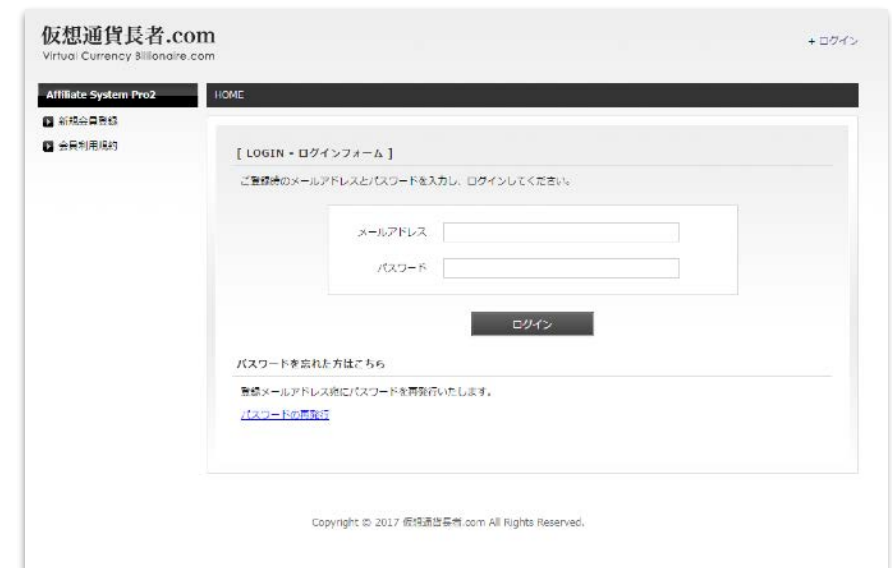 仮想通貨長者.com
Virtual Currency Billionaire.com
+ ログイン
Affiliate System Pro2
HOME
新規会員登録
会員利用規約
[ LOGIN - ログインフォーム ]
ご登録時のメールアドレスとパスワードを入力し、ログインしてください。
メールアドレス
パスワード
ログイン
パスワードを忘れた方はこちら
登録メールアドレス宛にパスワードを再発行いたします。
パスワードの再発行
Copyright © 2017 仮想通貨長者.com All Rights Reserved.